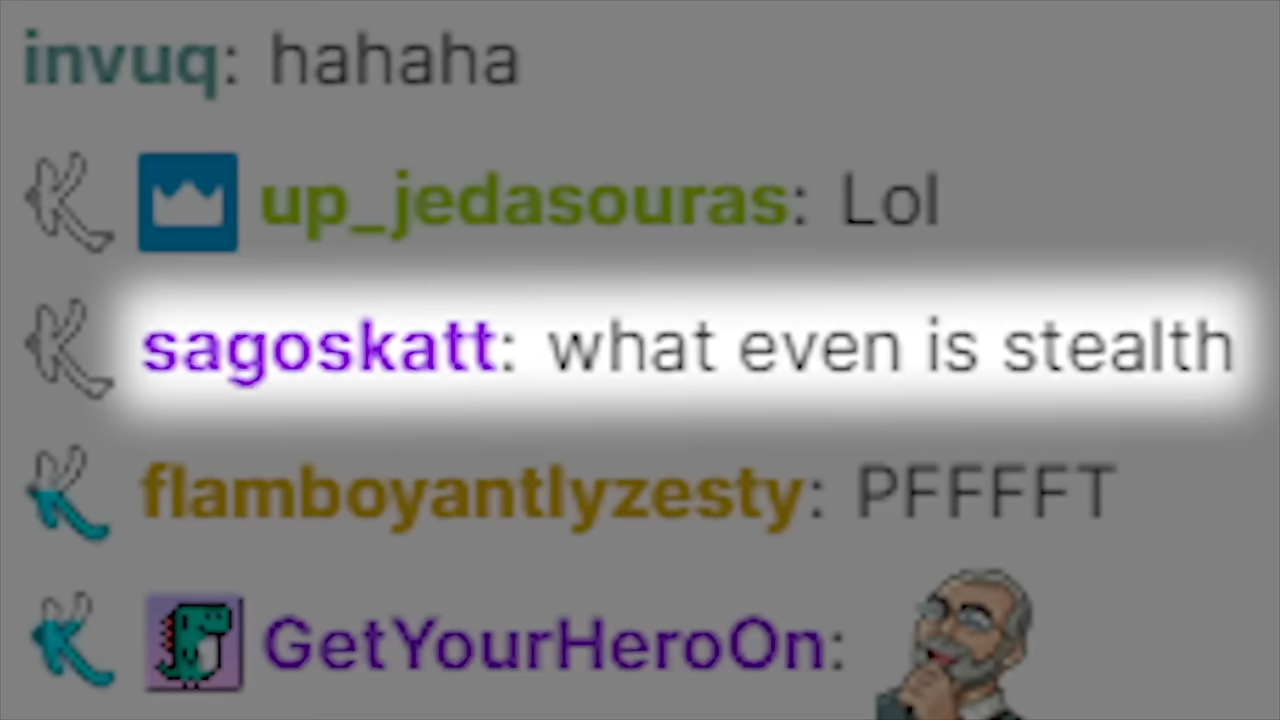 invuq: hahaha
up_jedasouras: Lol
sagoskatt: what even is stealth
flamboyantlyzesty: PFFFFT
GetYourHeroOn: